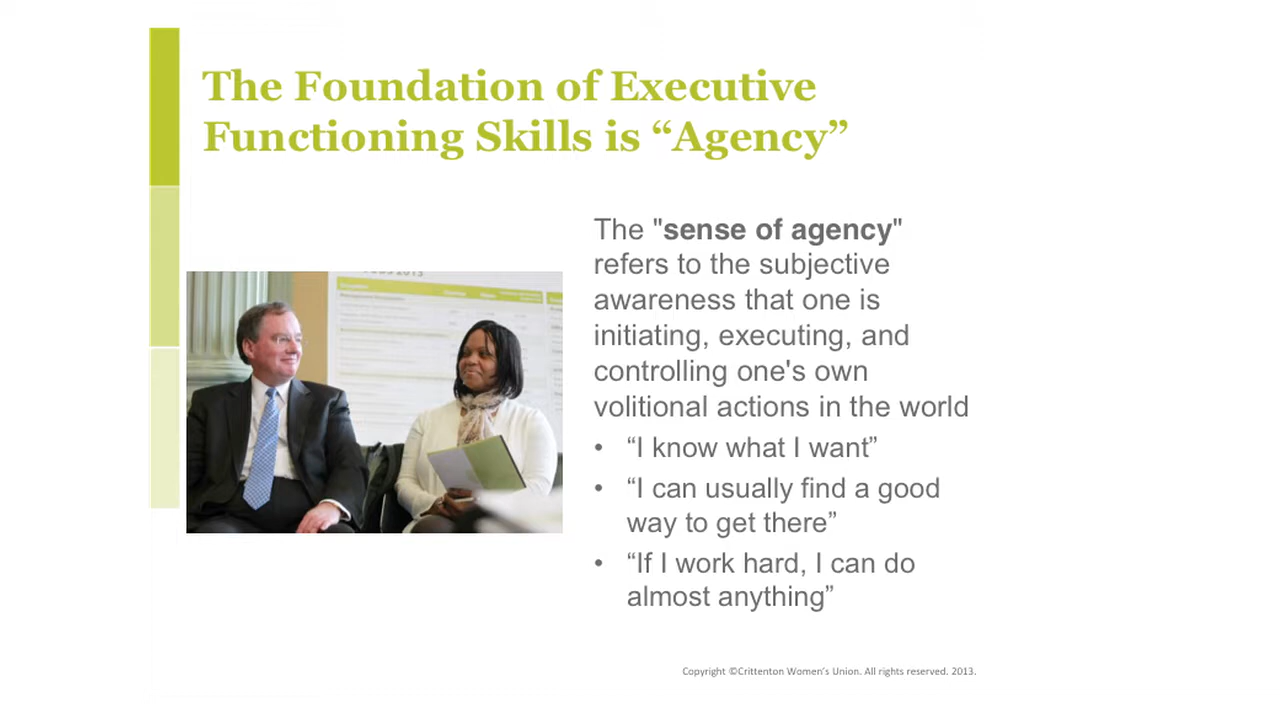 The Foundation of Executive
Functioning Skills is “Agency”
The "sense of agency"
refers to the subjective
awareness that one is
initiating, executing, and
controlling one's own
volitional actions in the world
• “I know what I want”
• “I can usually find a good
way to get there”
• “If I work hard, I can do
almost anything”
Copyright ©Crittenton Women’s Union. All rights reserved. 2013.